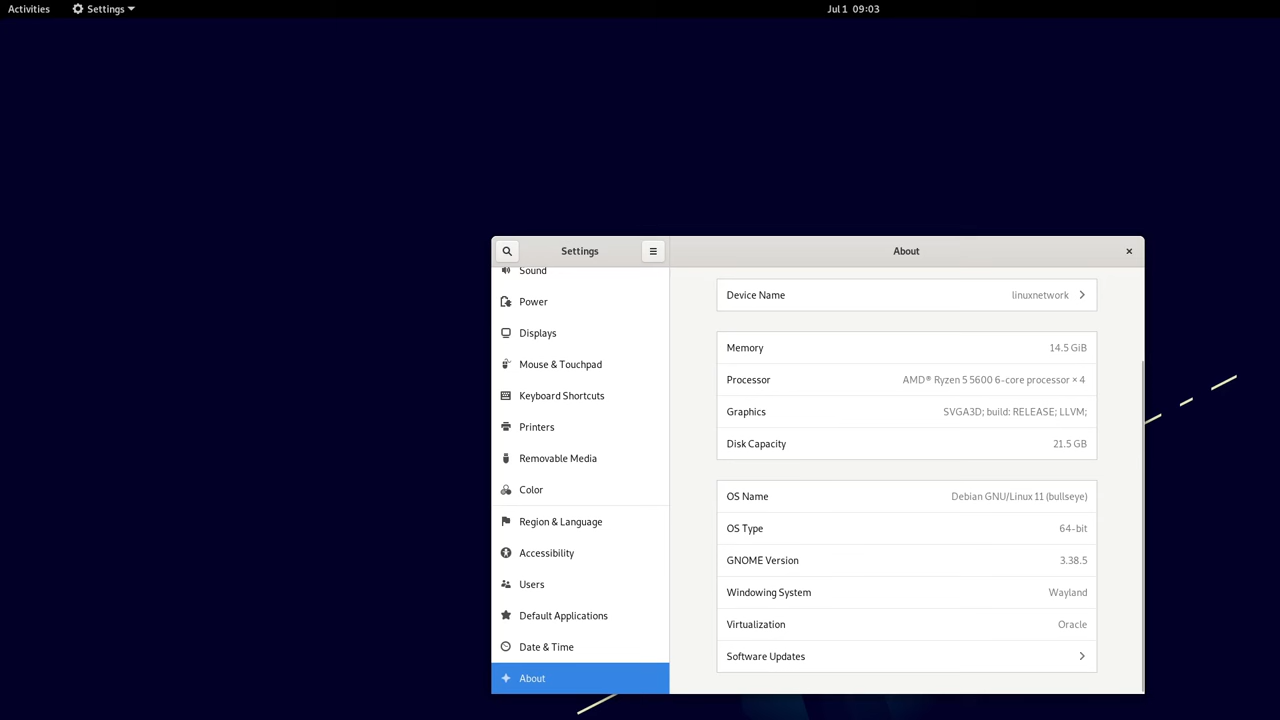 Activities Settings Jul 1 09:03
Settings About
Sound
Power
Displays
Mouse & Touchpad
Keyboard Shortcuts
Printers
Removable Media
Color
Region & Language
Accessibility
Users
Default Applications
Date & Time
About
Device Name linuxnetwork
Memory 14.5 GiB
Processor AMD® Ryzen 5 5600 6-core processor × 4
Graphics SVGA3D; build: RELEASE; LLVM;
Disk Capacity 21.5 GB
OS Name Debian GNU/Linux 11 (bullseye)
OS Type 64-bit
GNOME Version 3.38.5
Windowing System Wayland
Virtualization Oracle
Software Updates